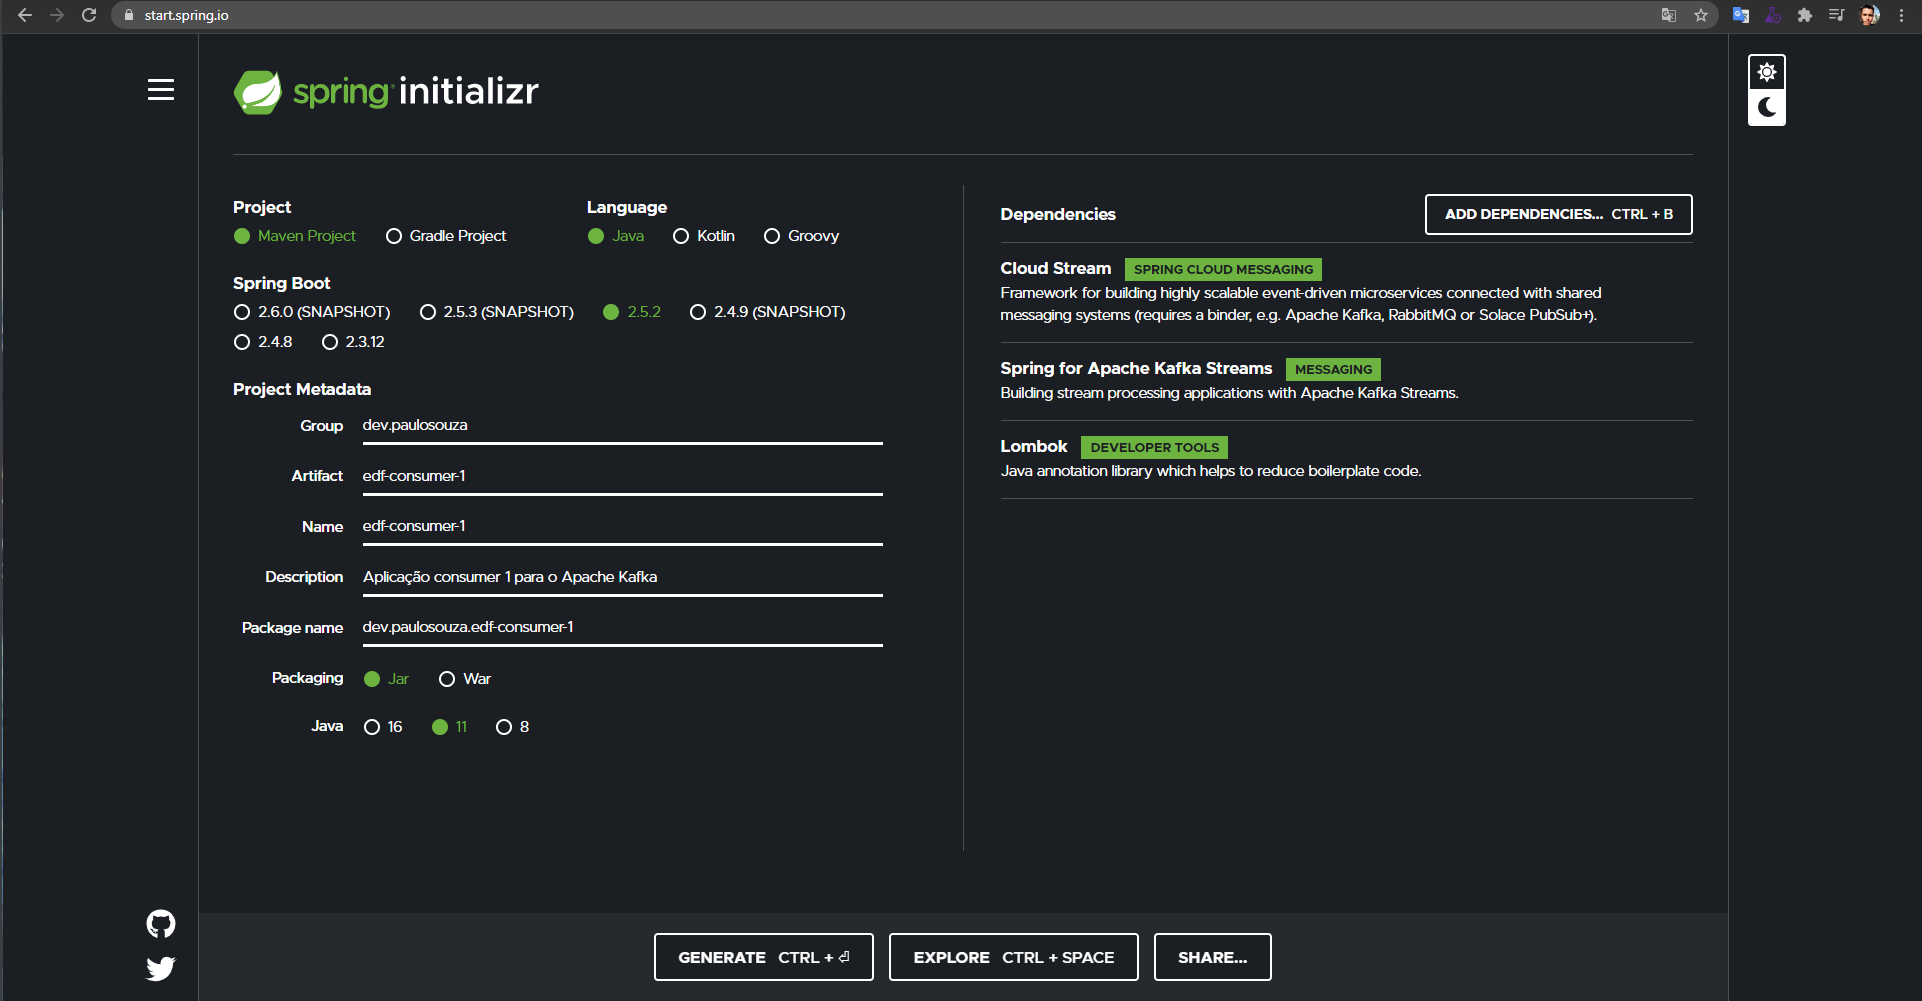 start.spring.io
spring initializr
Project
Maven Project Gradle Project
Language
Java Kotlin Groovy
Spring Boot
2.6.0 (SNAPSHOT) 2.5.3 (SNAPSHOT) 2.5.2 2.4.9 (SNAPSHOT)
2.4.8 2.3.12
Project Metadata
Group dev.paulosouza
Artifact edf-consumer-1
Name edf-consumer-1
Description Aplicação consumer 1 para o Apache Kafka
Package name dev.paulosouza.edf-consumer-1
Packaging Jar War
Java 16 11 8
Dependencies
ADD DEPENDENCIES... CTRL + B
Cloud Stream SPRING CLOUD MESSAGING
Framework for building highly scalable event-driven microservices connected with shared
messaging systems (requires a binder, e.g. Apache Kafka, RabbitMQ or Solace PubSub+).
Spring for Apache Kafka Streams MESSAGING
Building stream processing applications with Apache Kafka Streams.
Lombok DEVELOPER TOOLS
Java annotation library which helps to reduce boilerplate code.
GENERATE CTRL + ⏎
EXPLORE CTRL + SPACE
SHARE...